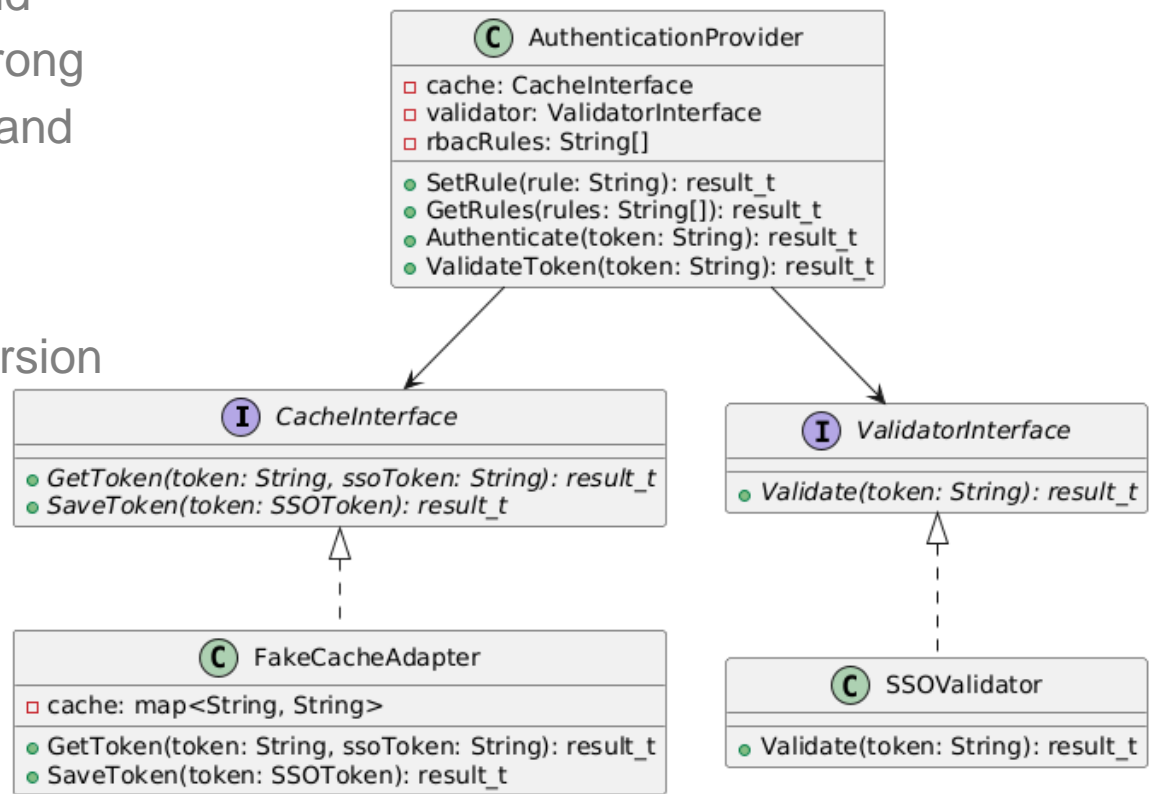 rong
and
rsion
C AuthenticationProvider
cache: CacheInterface
validator: ValidatorInterface
rbacRules: String[]
SetRule(rule: String): result_t
GetRules(rules: String[]): result_t
Authenticate(token: String): result_t
ValidateToken(token: String): result_t
I CacheInterface
GetToken(token: String, ssoToken: String): result_t
SaveToken(token: SSOToken): result_t
I ValidatorInterface
Validate(token: String): result_t
C FakeCacheAdapter
cache: map<String, String>
GetToken(token: String, ssoToken: String): result_t
SaveToken(token: SSOToken): result_t
C SSOValidator
Validate(token: String): result_t